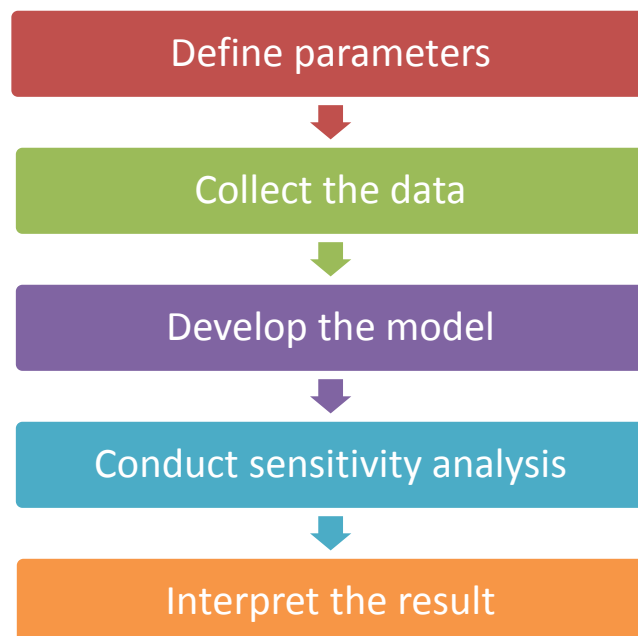 Define parameters
Collect the data
Develop the model
Conduct sensitivity analysis
Interpret the result